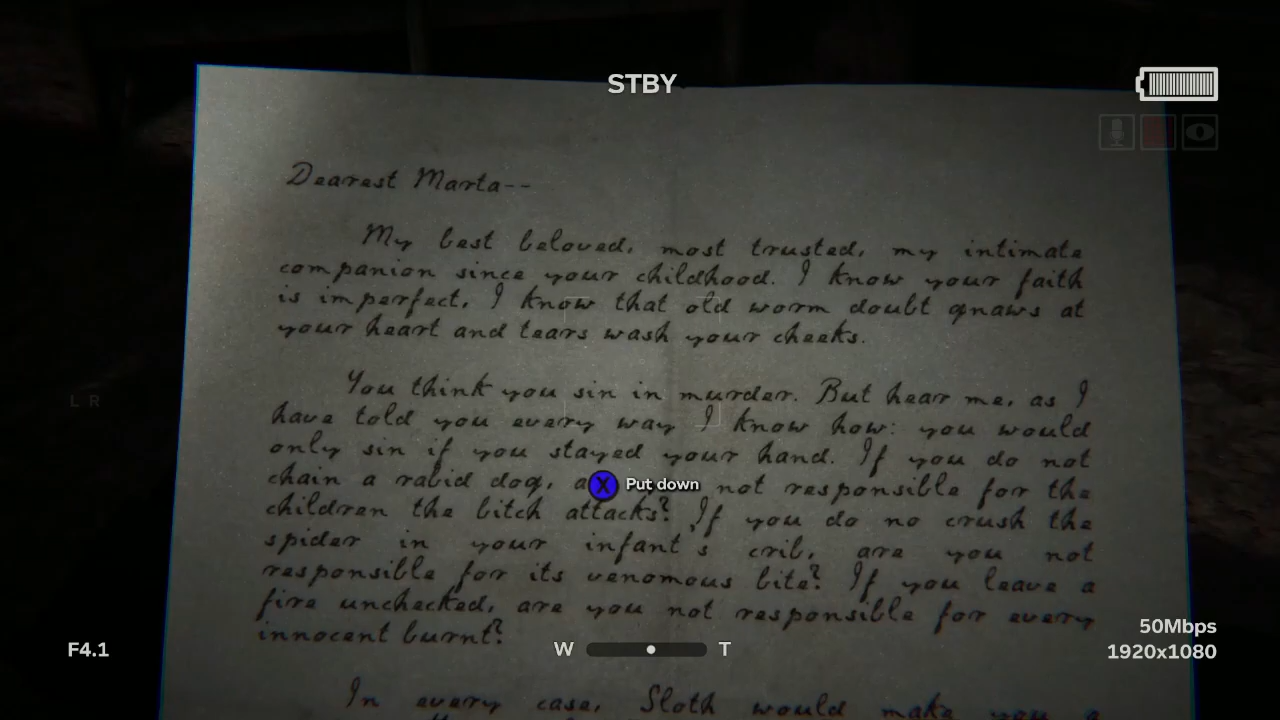 STBY
Dearest Marta--
My best beloved, most trusted, my intimate
companion since your childhood. I know your faith
is imperfect, I know that old worm doubt gnaws at
your heart and tears wash your cheeks.
You think you sin in murder. But hear me, as I
have told you every way I know how: you would
L R
only sin if you stayed your hand. If you do not
chain a rabid dog, not responsible for the
X Put down
children the bitch attacks? If you do no crush the
spider in your infant's crib, are you not
responsible for its venomous bite? If you leave a
fire unchecked, are you not responsible for every
innocent burnt?
50Mbps
F4.1
W T
1920x1080
In every case, Sloth would make you a